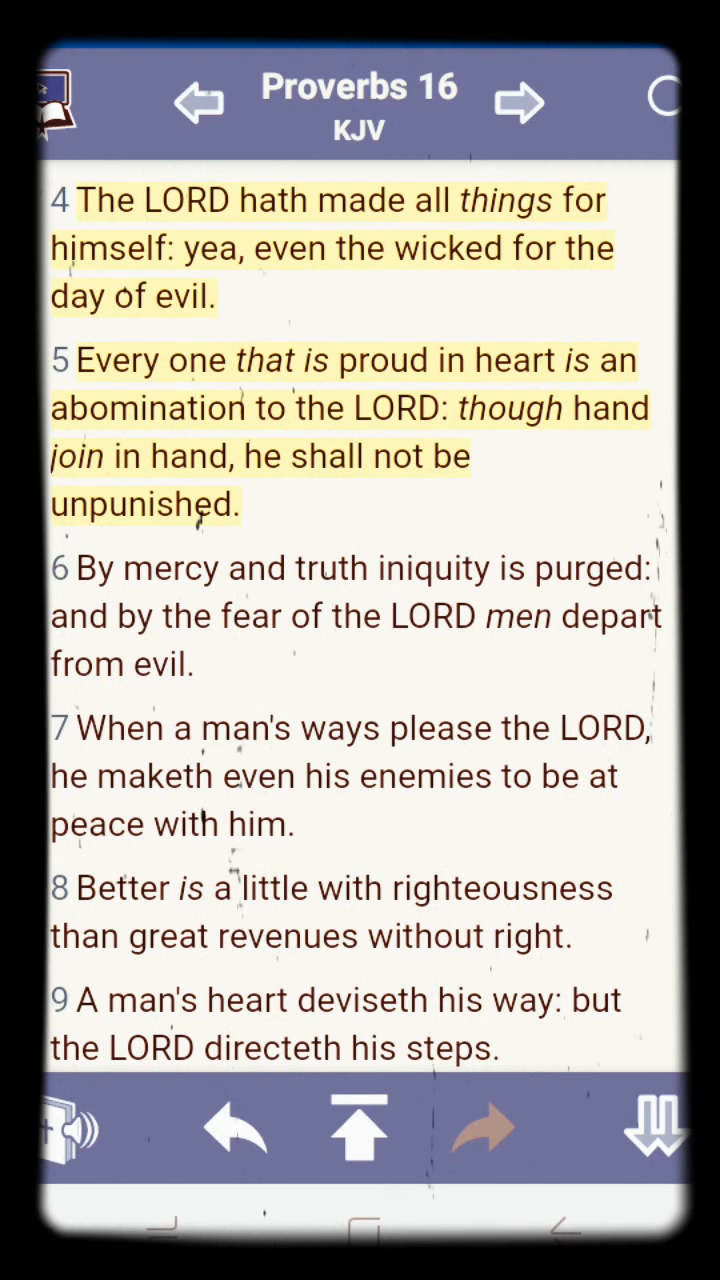 Proverbs 16
KJV
4 The LORD hath made all things for
himself: yea, even the wicked for the
day of evil.
5 Every one that is proud in heart is an
abomination to the LORD: though hand
join in hand, he shall not be
unpunished.
6 By mercy and truth iniquity is purged:
and by the fear of the LORD men depart
from evil.
7 When a man's ways please the LORD,
he maketh even his enemies to be at
peace with him.
8 Better is a little with righteousness
than great revenues without right.
9 A man's heart deviseth his way: but
the LORD directeth his steps.